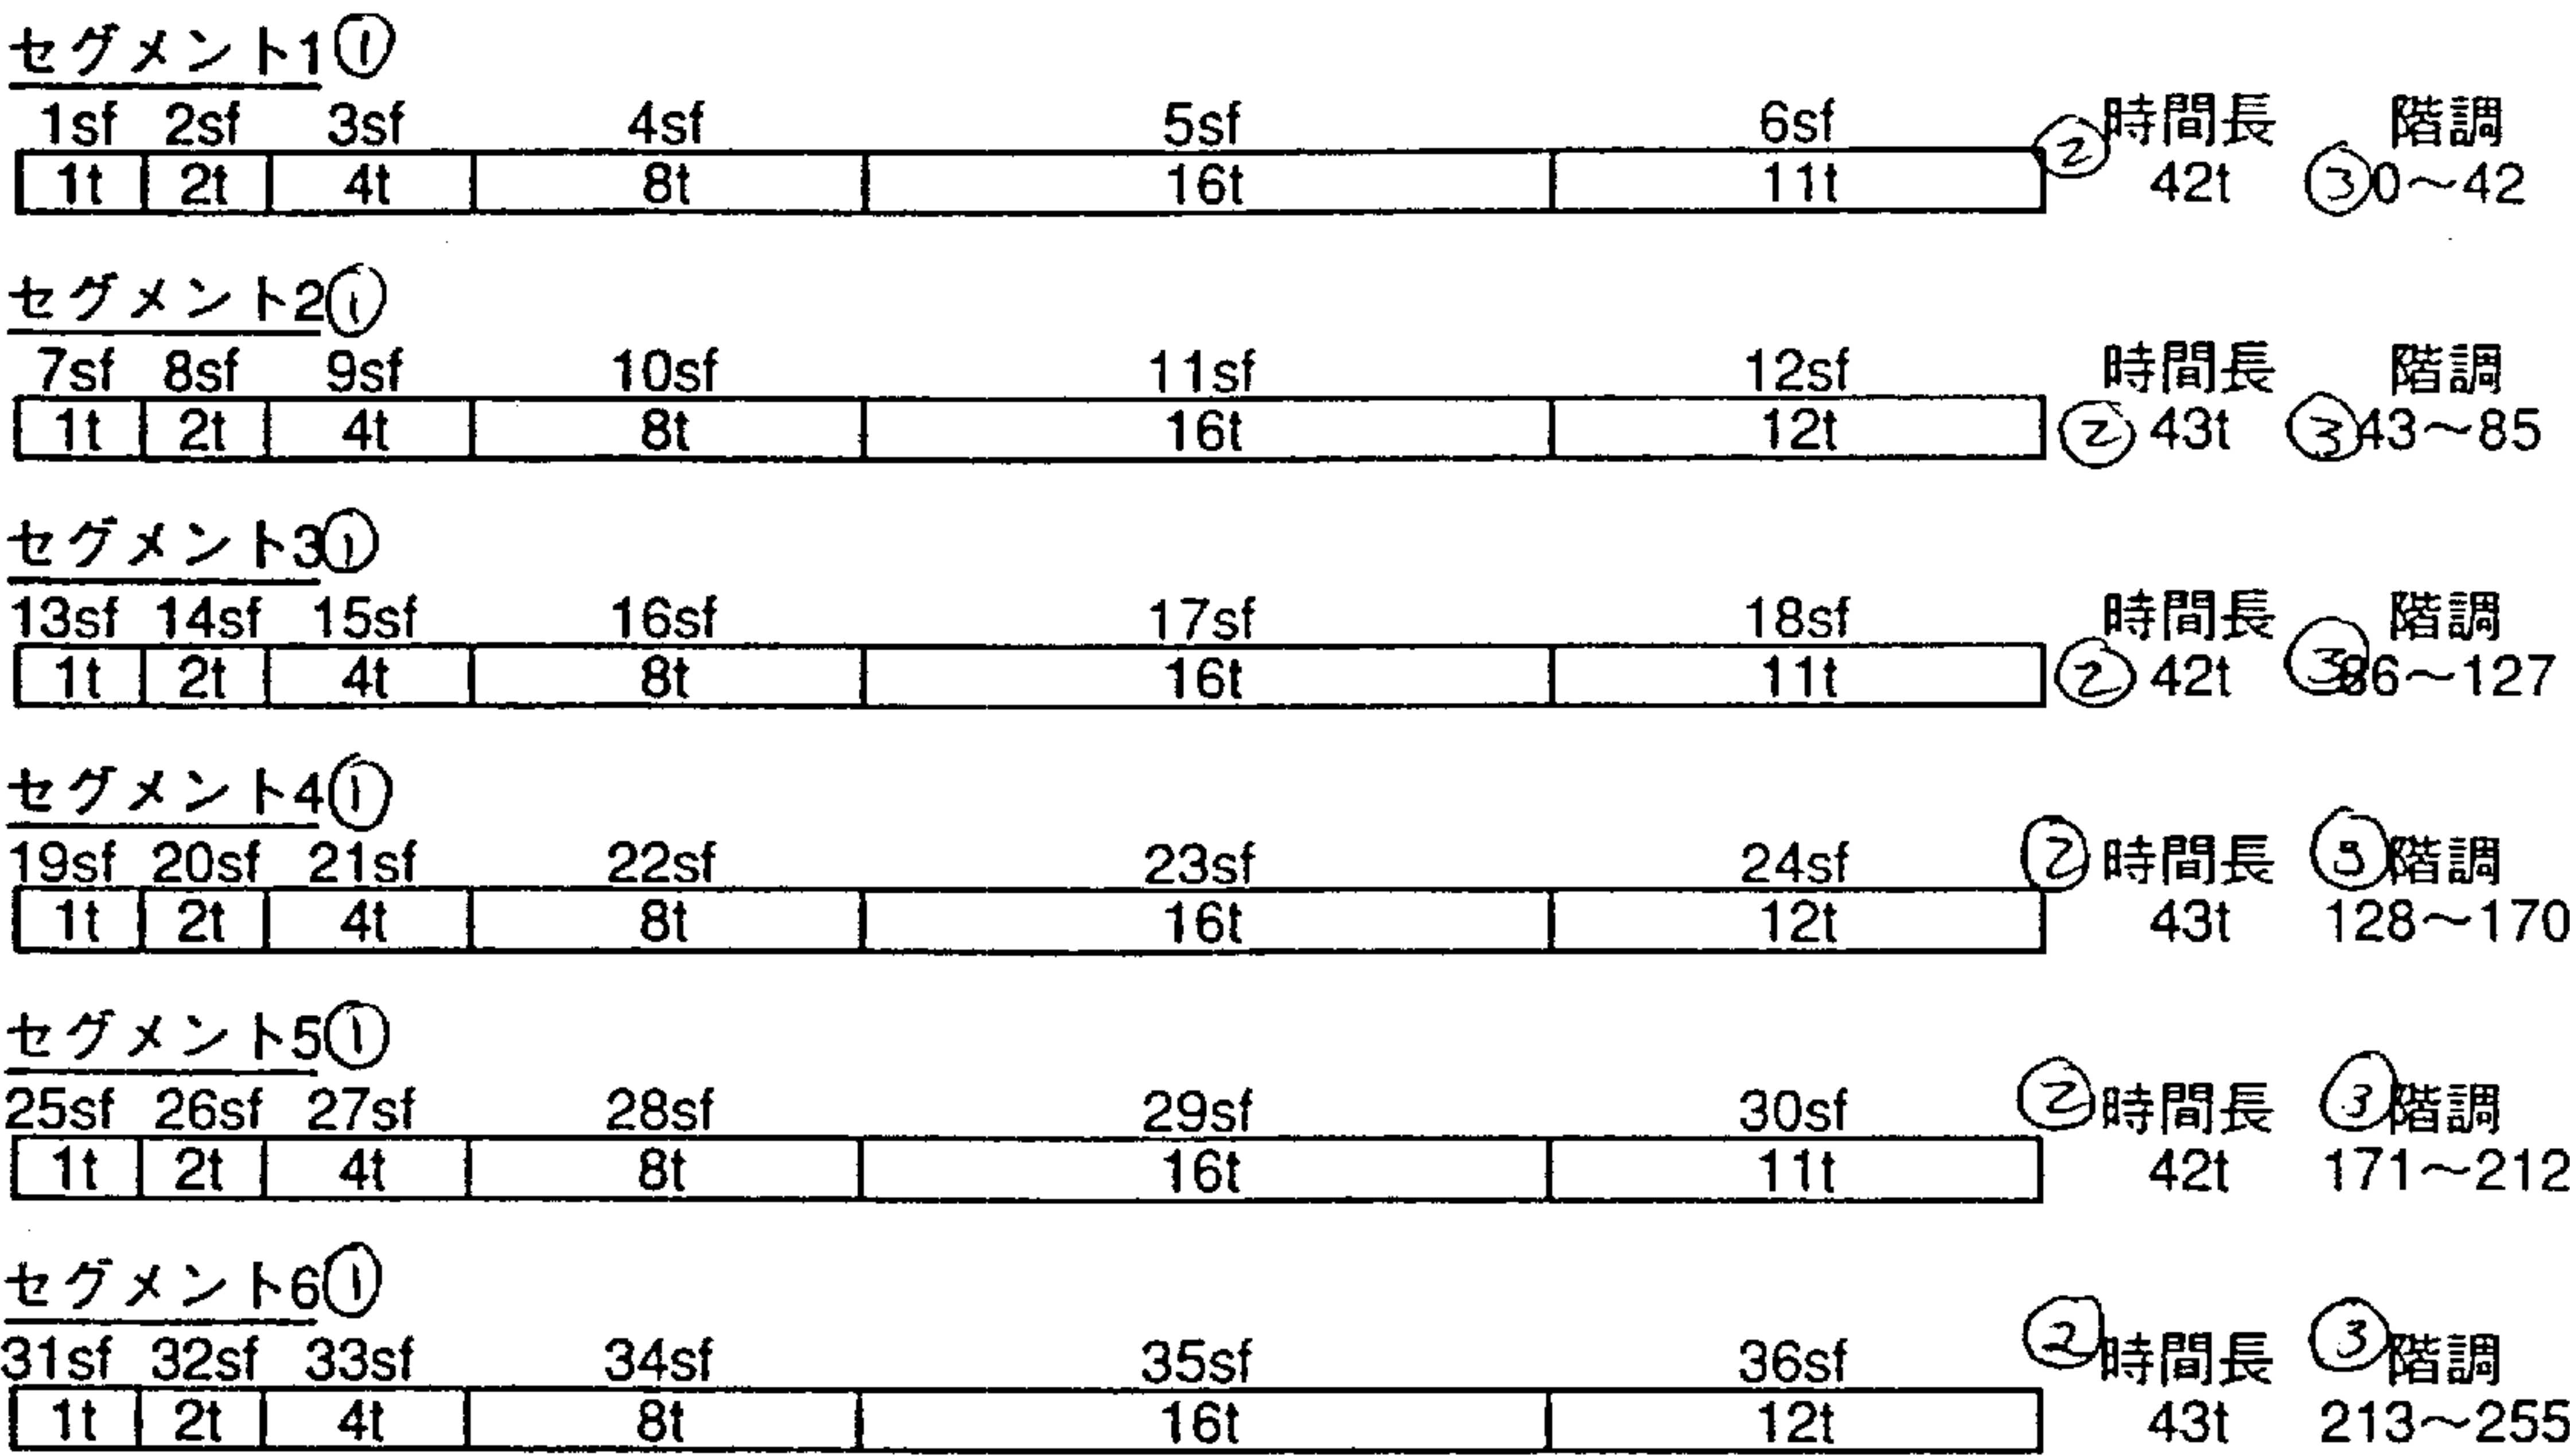 セグメント1①
1sf 2sf 3sf 4sf 5sf 6sf ②時間長 階調
1t 2t 4t 8t 16t 11t 42t ③0～42
セグメント2①
7sf 8sf 9sf 10sf 11sf 12sf 時間長 階調
1t 2t 4t 8t 16t 12t ②43t ③43～85
セグメント3①
13sf 14sf 15sf 16sf 17sf 18sf 時間長 階調
1t 2t 4t 8t 16t 11t ②42t ③86～127
セグメント4①
19sf 20sf 21sf 22sf 23sf 24sf ②時間長 ③階調
1t 2t 4t 8t 16t 12t 43t 128～170
セグメント5①
25sf 26sf 27sf 28sf 29sf 30sf ②時間長 ③階調
1t 2t 4t 8t 16t 11t 42t 171～212
セグメント6①
31sf 32sf 33sf 34sf 35sf 36sf ②時間長 ③階調
1t 2t 4t 8t 16t 12t 43t 213～255